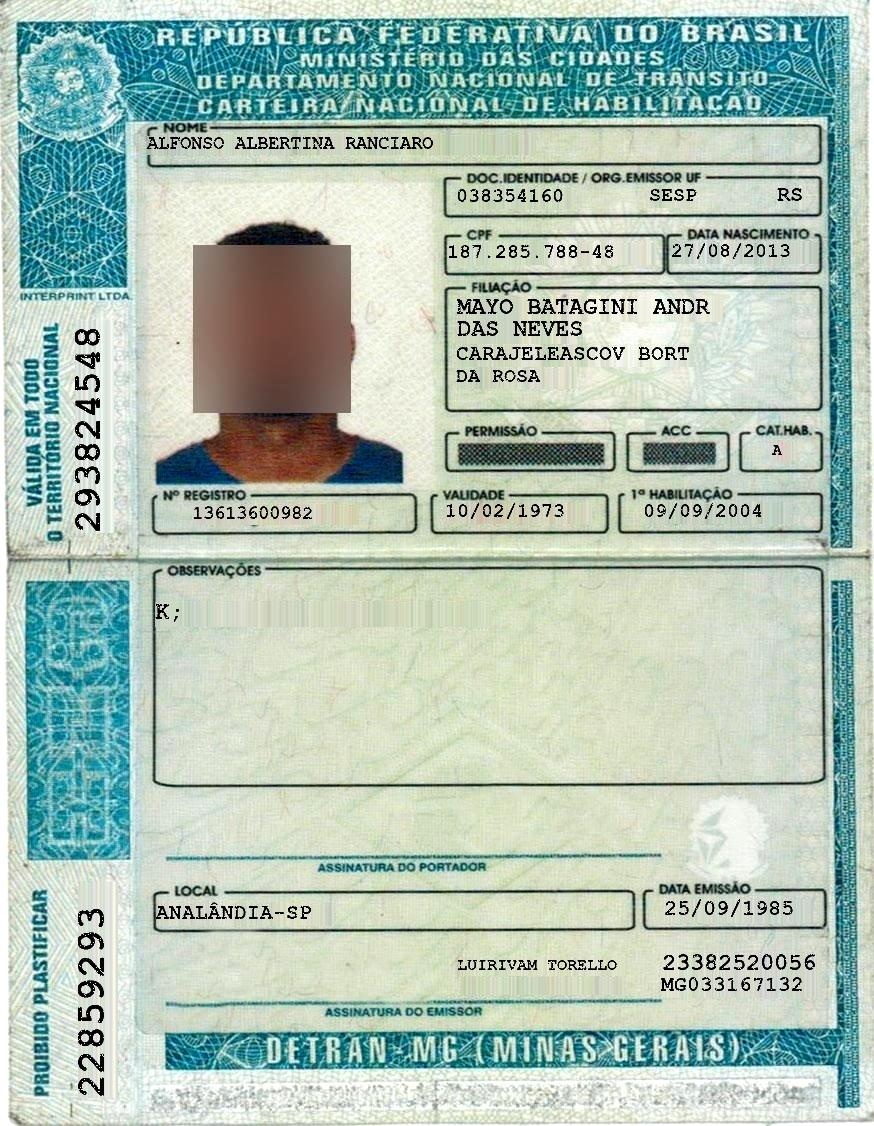 REPÚBLICA FEDERATIVA DO BRASIL
MINISTÉRIO DAS CIDADES
DEPARTAMENTO NACIONAL DE TRÂNSITO
CARTEIRA NACIONAL DE HABILITAÇÃO
NOME
ALFONSO ALBERTINA RANCIARO
DOC.IDENTIDADE / ORG.EMISSOR UF
038354160 SESP RS
CPF DATA NASCIMENTO
187.285.788-48 27/08/2013
FILIAÇÃO
MAYO BATAGINI ANDR
DAS NEVES
CARAJELEASCOV BORT
DA ROSA
PERMISSÃO ACC CAT.HAB.
A
Nº REGISTRO VALIDADE 1ª HABILITAÇÃO
13613600982 10/02/1973 09/09/2004
INTERPRINT LTDA.
VÁLIDA EM TODO
O TERRITÓRIO NACIONAL
293824548
OBSERVAÇÕES
K;
ASSINATURA DO PORTADOR
LOCAL DATA EMISSÃO
ANALÂNDIA-SP 25/09/1985
LUIRIVAM TORELLO 23382520056
MG033167132
ASSINATURA DO EMISSOR
PROIBIDO PLASTIFICAR
22859293
DETRAN-MG (MINAS GERAIS)